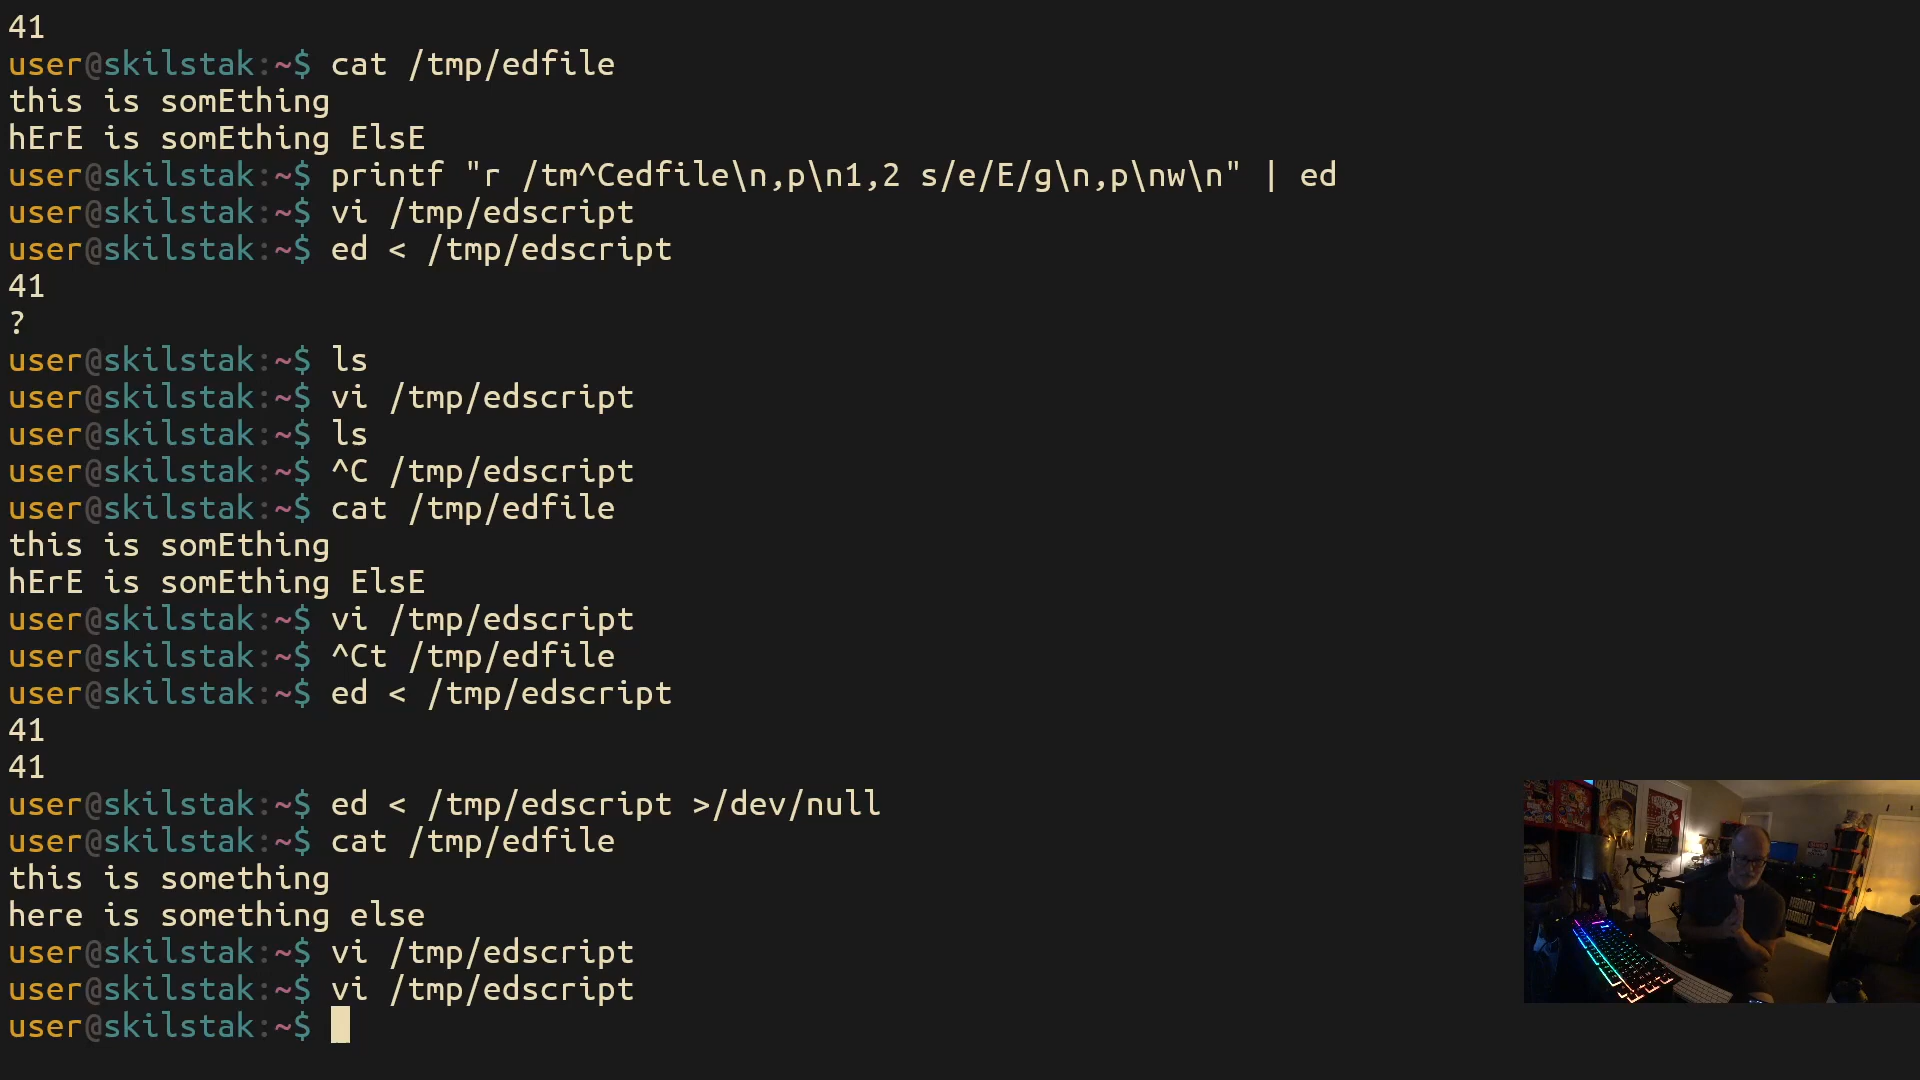 41
user@skilstak:~$ cat /tmp/edfile
this is somEthing
hErE is somEthing ElsE
user@skilstak:~$ printf "r /tm^Cedfile\n,p\n1,2 s/e/E/g\n,p\nw\n" | ed
user@skilstak:~$ vi /tmp/edscript
user@skilstak:~$ ed < /tmp/edscript
41
?
user@skilstak:~$ ls
user@skilstak:~$ vi /tmp/edscript
user@skilstak:~$ ls
user@skilstak:~$ ^C /tmp/edscript
user@skilstak:~$ cat /tmp/edfile
this is somEthing
hErE is somEthing ElsE
user@skilstak:~$ vi /tmp/edscript
user@skilstak:~$ ^Ct /tmp/edfile
user@skilstak:~$ ed < /tmp/edscript
41
41
user@skilstak:~$ ed < /tmp/edscript >/dev/null
user@skilstak:~$ cat /tmp/edfile
this is something
here is something else
user@skilstak:~$ vi /tmp/edscript
user@skilstak:~$ vi /tmp/edscript
user@skilstak:~$